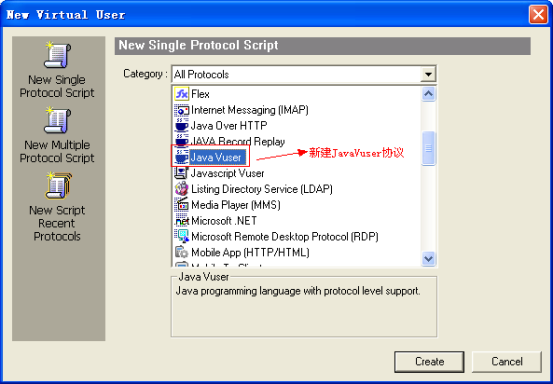 New Virtual User
New Single Protocol Script
New Single
Protocol Script
New Multiple
Protocol Script
New Script
Recent
Protocols
Category :
All Protocols
Flex
Internet Messaging (IMAP)
Java Over HTTP
JAVA Record Replay
Java Vuser
新建JavaVuser协议
Javascript Vuser
Listing Directory Service (LDAP)
Media Player (MMS)
Microsoft .NET
Microsoft Remote Desktop Protocol (RDP)
Mobile App (HTTP/HTML)
Java Vuser
Java programming language with protocol level support.
Create
Cancel